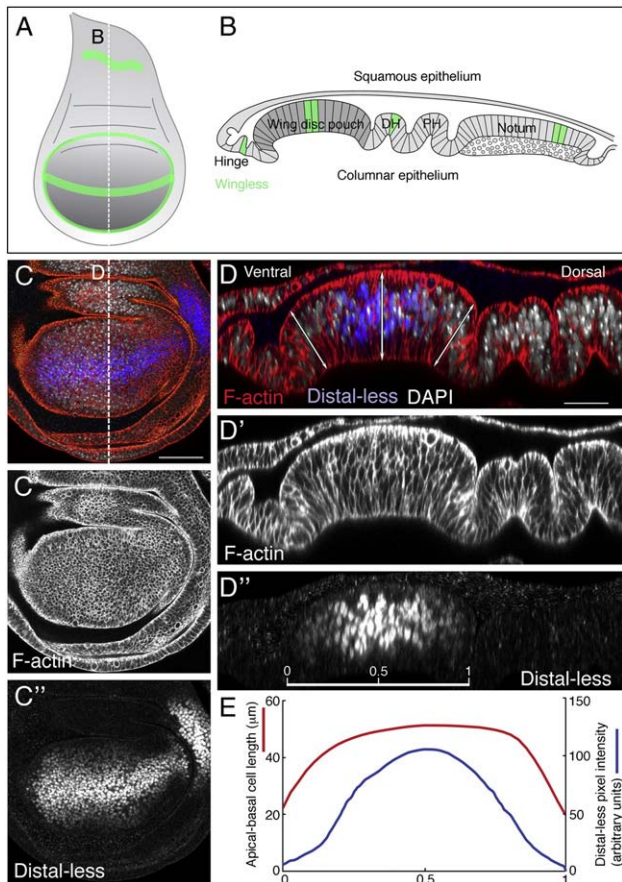 A
B
B
Squamous epithelium
Wing disc pouch
DH
PH
Notum
Hinge
Wingless
Columnar epithelium
C
D
D
Ventral
Dorsal
F-actin
Distal-less
DAPI
C'
F-actin
D'
F-actin
D''
0
0.5
1
Distal-less
C''
Distal-less
E
Apical-basal cell length (μm)
60
40
20
0
150
100
50
0
Distal-less pixel intensity
(arbitrary units)
0
0.5
1